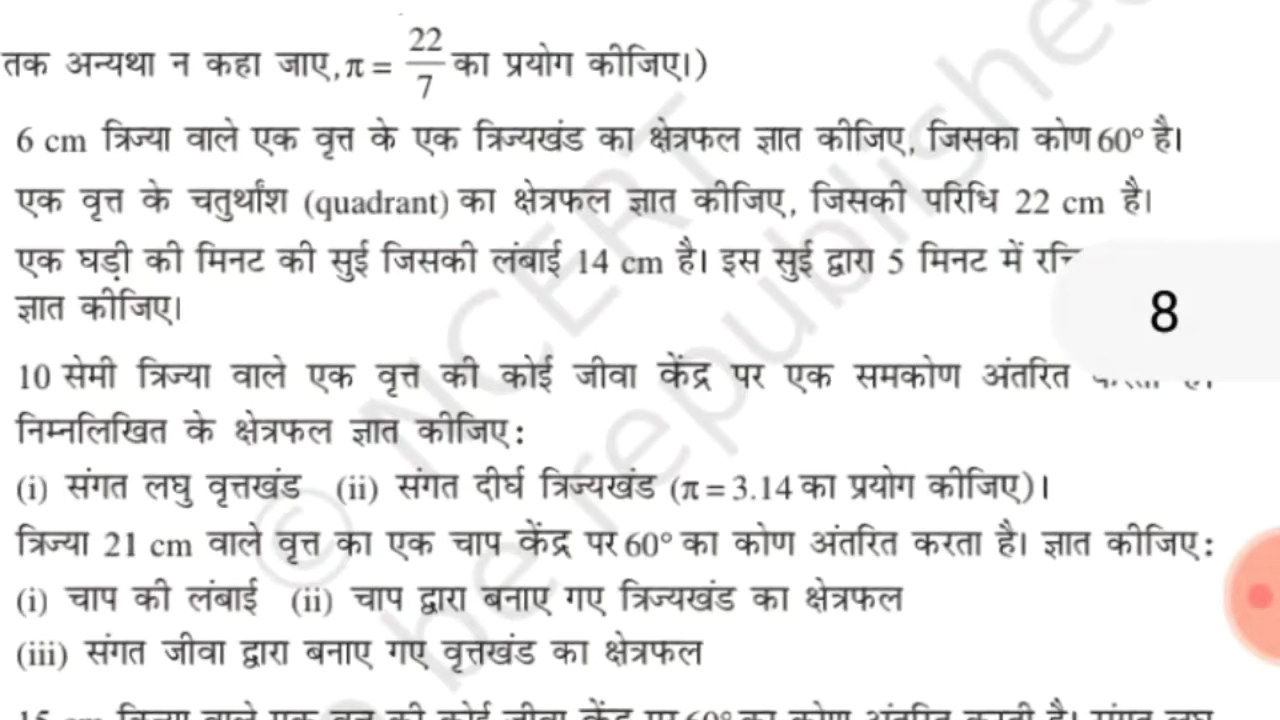 तक अन्यथा न कहा जाए, π = 22/7 का प्रयोग कीजिए।)
6 cm त्रिज्या वाले एक वृत्त के एक त्रिज्यखंड का क्षेत्रफल ज्ञात कीजिए, जिसका कोण 60° है।
एक वृत्त के चतुर्थांश (quadrant) का क्षेत्रफल ज्ञात कीजिए, जिसकी परिधि 22 cm है।
एक घड़ी की मिनट की सुई जिसकी लंबाई 14 cm है। इस सुई द्वारा 5 मिनट में
ज्ञात कीजिए।
8
10 सेमी त्रिज्या वाले एक वृत्त की कोई जीवा केंद्र पर एक समकोण अंतरित
निम्नलिखित के क्षेत्रफल ज्ञात कीजिए:
(i) संगत लघु वृत्तखंड (ii) संगत दीर्घ त्रिज्यखंड (π = 3.14 का प्रयोग कीजिए)।
त्रिज्या 21 cm वाले वृत्त का एक चाप केंद्र पर 60° का कोण अंतरित करता है। ज्ञात कीजिए:
(i) चाप की लंबाई (ii) चाप द्वारा बनाए गए त्रिज्यखंड का क्षेत्रफल
(iii) संगत जीवा द्वारा बनाए गए वृत्तखंड का क्षेत्रफल
© NCERT
be republished